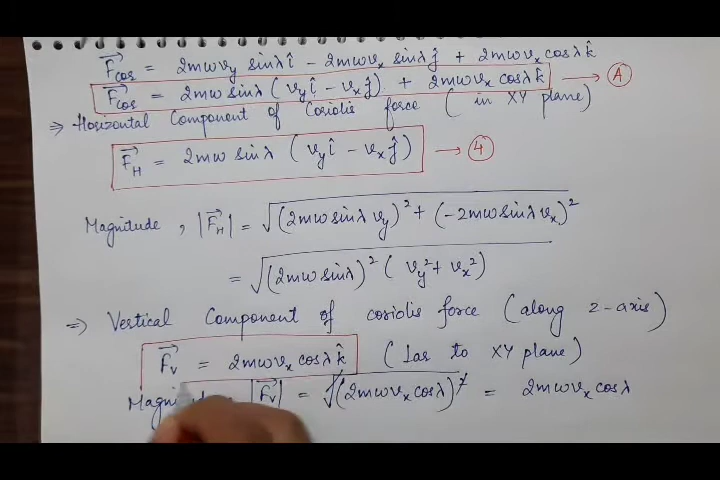 F⃗cos = 2mωvy sinλ î − 2mωvx sinλ ĵ + 2mωvx cosλ k̂
F⃗cos = 2mω sinλ (vy î − vx ĵ) + 2mωvx cosλ k̂ → (A)
⇒ Horizontal Component of Coriolis force (in XY plane)
F⃗H = 2mω sinλ (vy î − vx ĵ) → (4)
Magnitude, |F⃗H| = √((2mω sinλ vy)² + (−2mω sinλ vx)²)
= √((2mω sinλ)² (vy² + vx²))
⇒ Vertical Component of coriolis force (along z-axis)
F⃗v = 2mωvx cosλ k̂ (⊥as to XY plane)
|F⃗v| = √((2mωvx cosλ)²) = 2mωvx cosλ